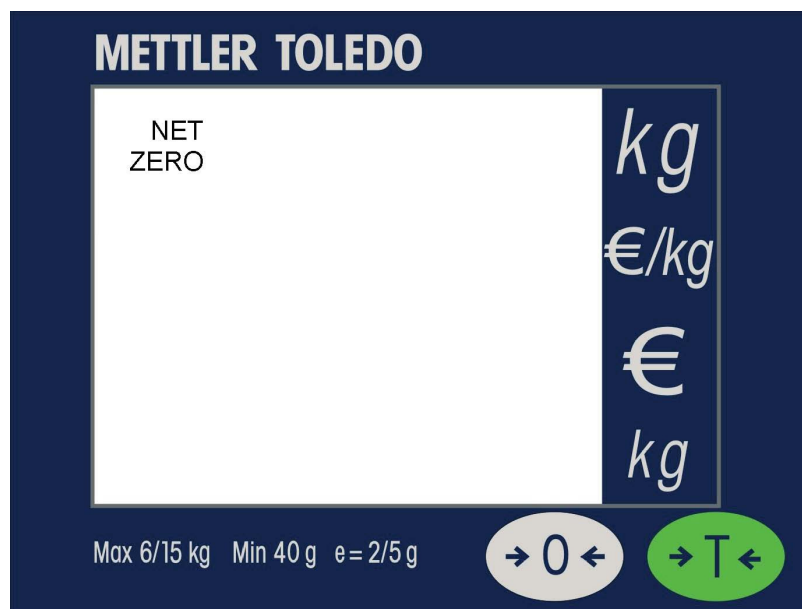 METTLER TOLEDO
NET
ZERO
kg
€/kg
€
kg
Max 6/15 kg Min 40 g e = 2/5 g
→ 0 ← → T ←